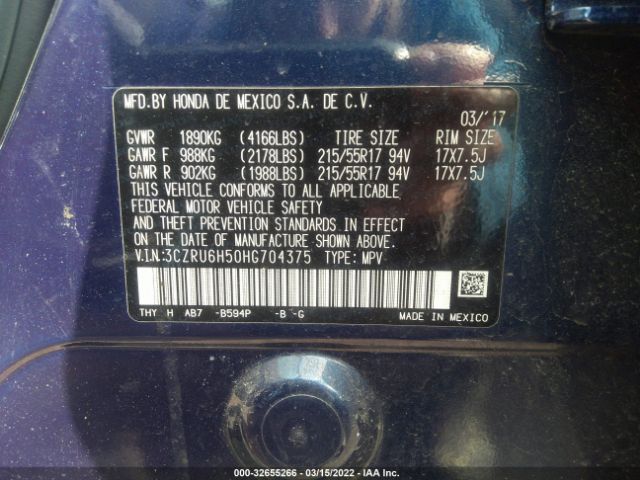 MFD.BY HONDA DE MEXICO S.A. DE C.V.
03/'17
GVWR 1890KG (4166LBS) TIRE SIZE RIM SIZE
GAWR F 988KG (2178LBS) 215/55R17 94V 17X7.5J
GAWR R 902KG (1988LBS) 215/55R17 94V 17X7.5J
THIS VEHICLE CONFORMS TO ALL APPLICABLE
FEDERAL MOTOR VEHICLE SAFETY
AND THEFT PREVENTION STANDARDS IN EFFECT
ON THE DATE OF MANUFACTURE SHOWN ABOVE.
V.I.N:3CZRU6H50HG704375 TYPE: MPV
THY H AB7 -B594P -B -G MADE IN MEXICO
000-32655266 - 03/15/2022 - IAA Inc.